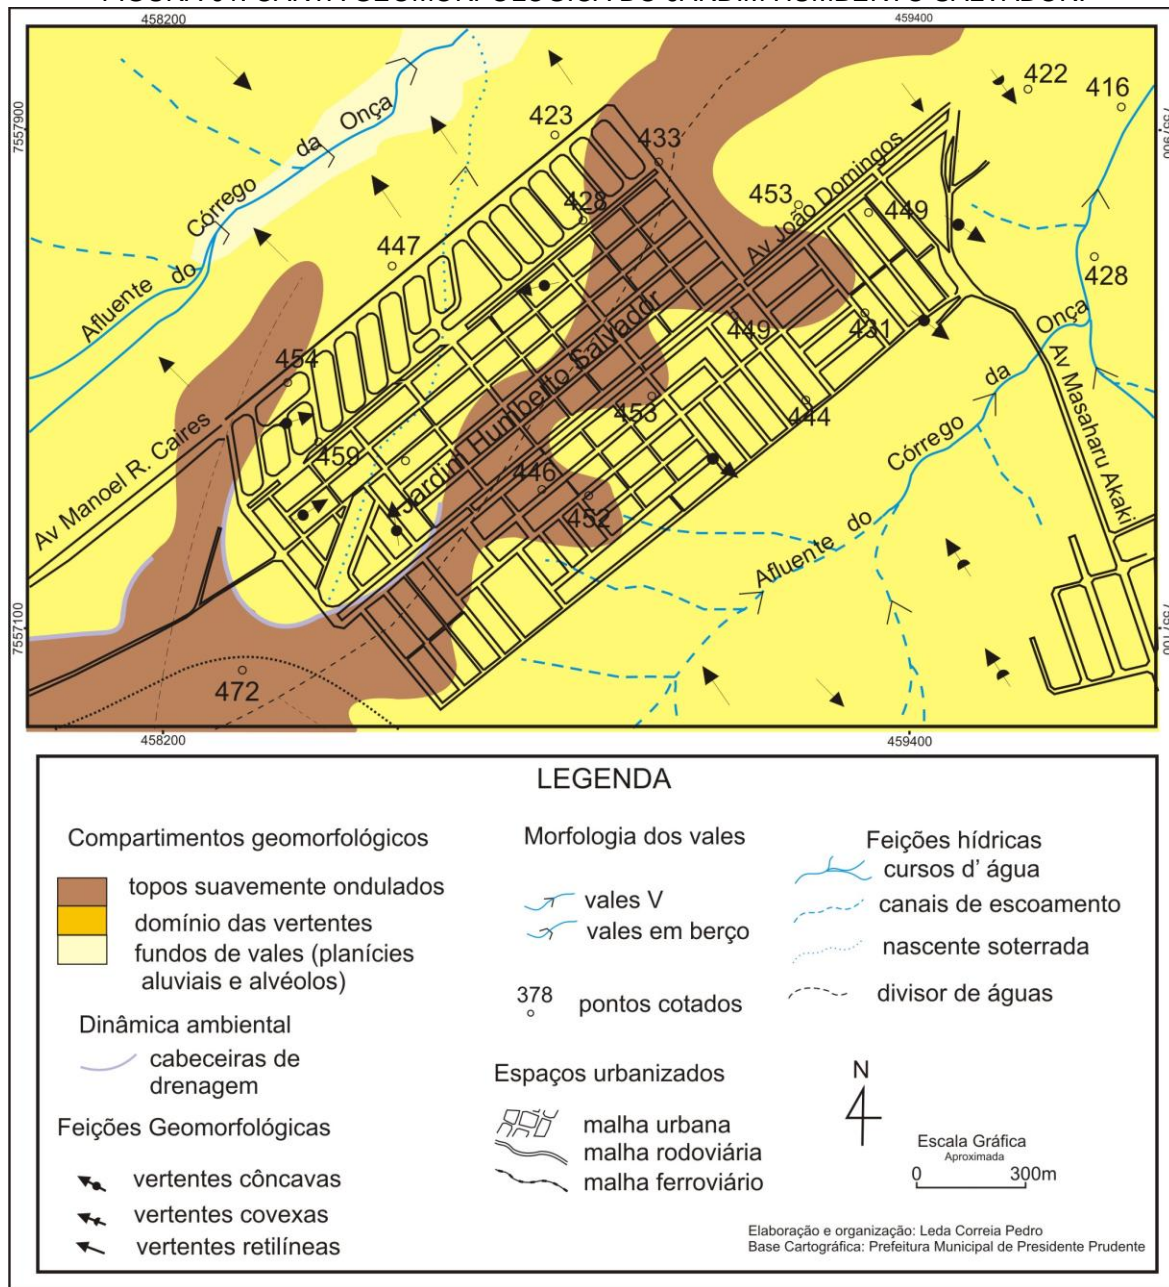 458200
459400
7557900
Afluente do Córrego da Onça
423
433
422
416
453
Av João Domingos
449
428
447
428
454
449
431
Jardim Humberto Salvador
453
444
459
446
452
Av Manoel R. Caires
Afluente do Córrego da Onça
Av Masaharu Akaki
7557100
472
458200
459400
LEGENDA
Compartimentos geomorfológicos
topos suavemente ondulados
domínio das vertentes
fundos de vales (planícies
aluviais e alvéolos)
Dinâmica ambiental
cabeceiras de
drenagem
Feições Geomorfológicas
vertentes côncavas
vertentes covexas
vertentes retilíneas
Morfologia dos vales
vales V
vales em berço
378
pontos cotados
Espaços urbanizados
malha urbana
malha rodoviária
malha ferroviário
Feições hídricas
cursos d' água
canais de escoamento
nascente soterrada
divisor de águas
N
Escala Gráfica
Aproximada
0 300m
Elaboração e organização: Leda Correia Pedro
Base Cartográfica: Prefeitura Municipal de Presidente Prudente